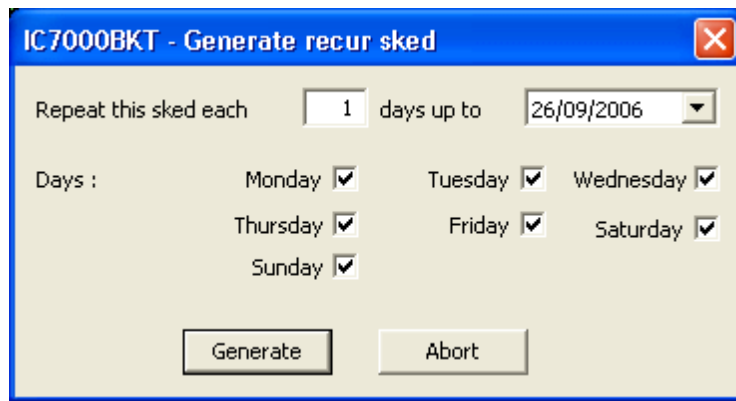 IC7000BKT - Generate recur sked
Repeat this sked each 1 days up to 26/09/2006
Days : Monday Tuesday Wednesday
Thursday Friday Saturday
Sunday
Generate Abort